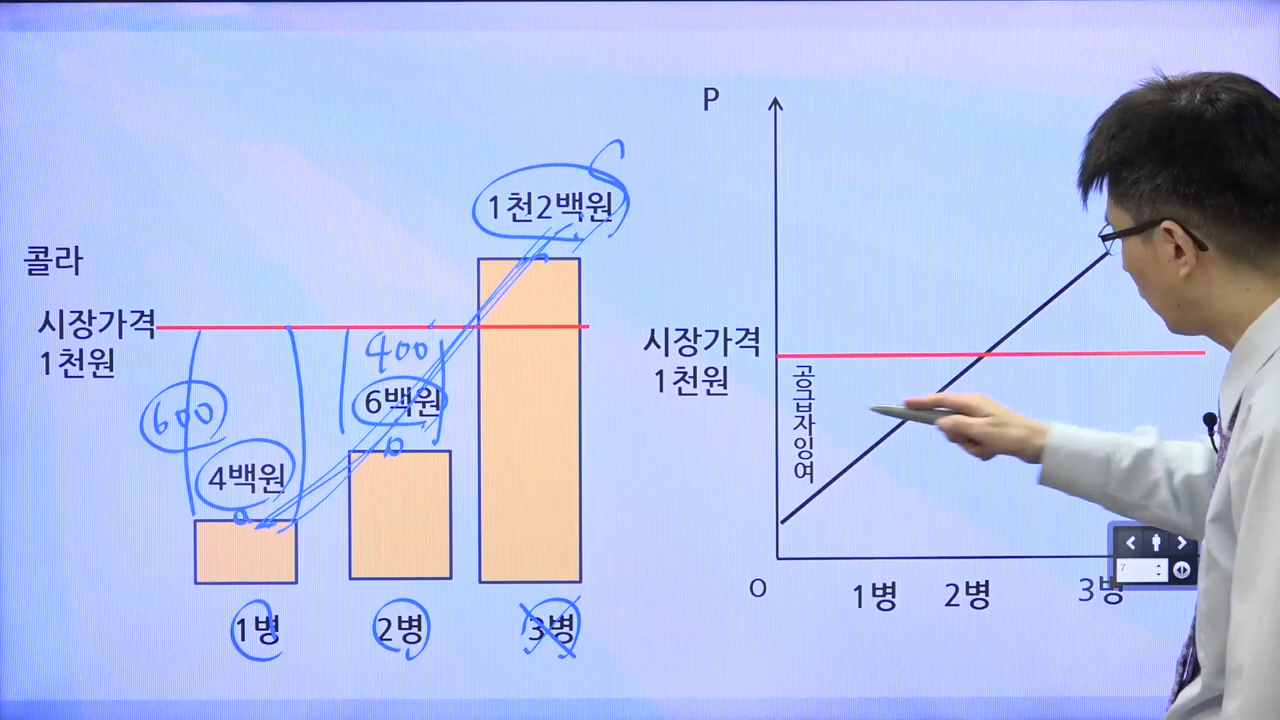 콜라
시장가격
1천원
1천2백원
400
6백원
600
4백원
1병
2병
3병
P
시장가격
1천원
공급자잉여
O
1병
2병
3병
7